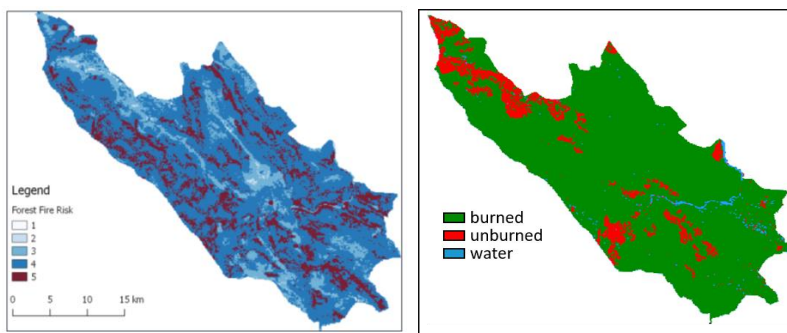 Legend
Forest Fire Risk
1
2
3
4
5
0 5 10 15 km
burned
unburned
water